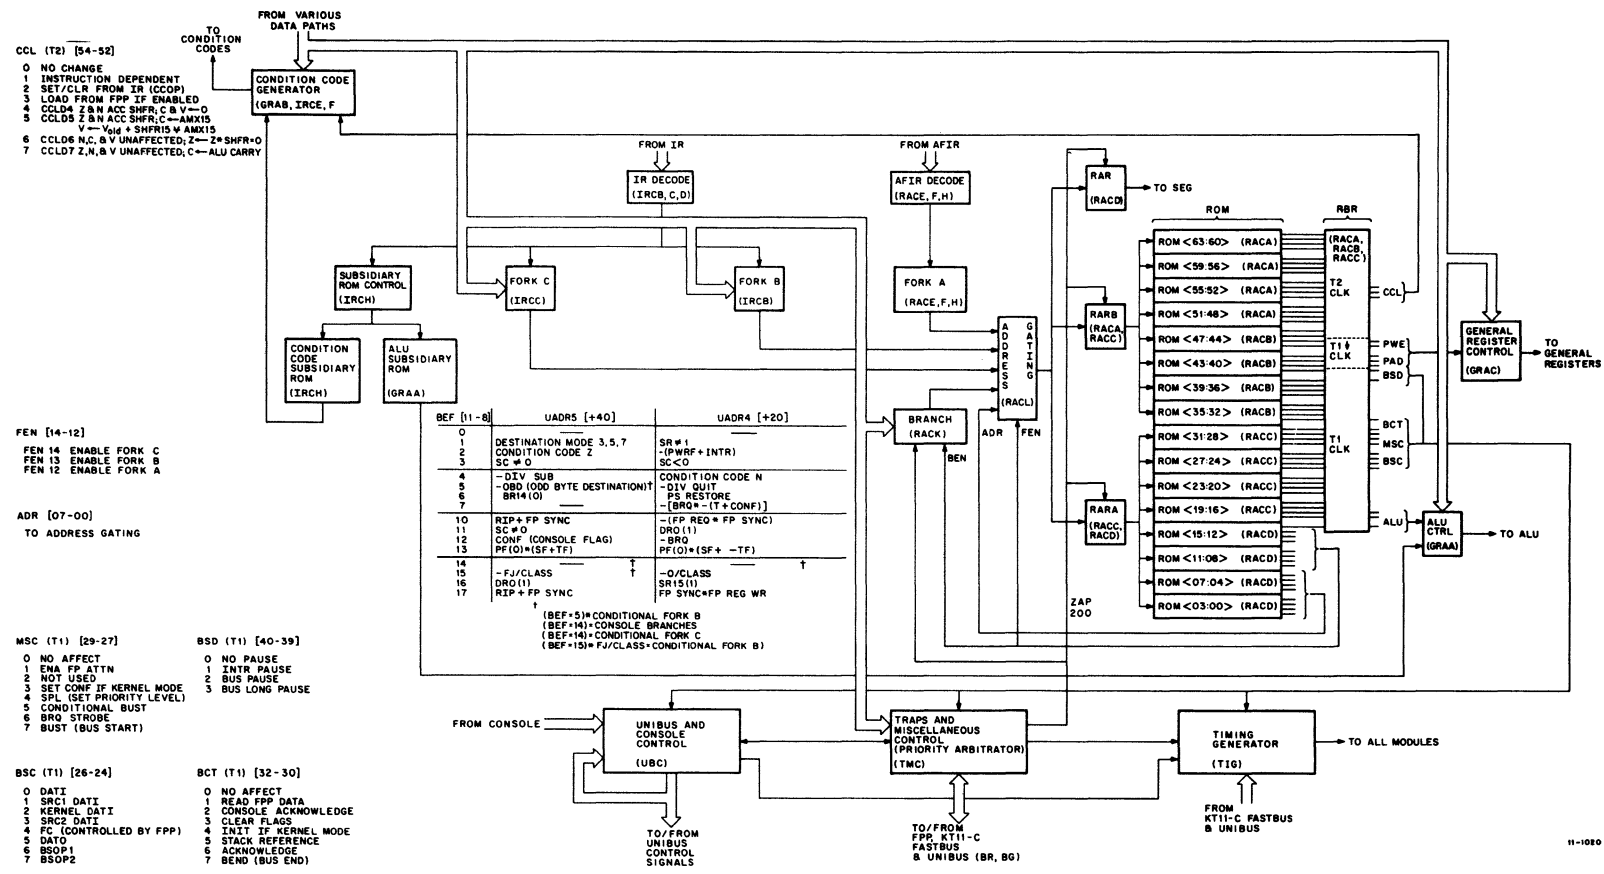 FROM VARIOUS
DATA PATHS
TO
CONDITION
CODES
CCL (T2) [54-52]
0 NO CHANGE
1 INSTRUCTION DEPENDENT
2 SET/CLR FROM IR (CCOP)
3 LOAD FROM FPP IF ENABLED
4 CCLD4 Z & N ACC SHFR; C & V←0
5 CCLD5 Z & N ACC SHFR; C←AMX15
V←Vold + SHFR15 ⩝ AMX15
6 CCLD6 N,C, & V UNAFFECTED; Z←Z*SHFR=0
7 CCLD7 Z,N, & V UNAFFECTED; C←ALU CARRY
CONDITION CODE
GENERATOR
(GRAB, IRCE, F
FROM IR
IR DECODE
(IRCB, C, D)
FROM AFIR
AFIR DECODE
(RACE, F, H)
RAR
(RACD)
TO SEG
SUBSIDIARY
ROM CONTROL
(IRCH)
FORK C
(IRCC)
FORK B
(IRCB)
FORK A
(RACE, F, H)
CONDITION
CODE
SUBSIDIARY
ROM
(IRCH)
ALU
SUBSIDIARY
ROM
(GRAA)
ADDRESS
GATING
(RACL)
RARB
(RACA,
RACC)
RARA
(RACC,
RACD)
BRANCH
(RACK)
ADR
FEN
BEN
ZAP
200
ROM
ROM <63:60> (RACA)
ROM <59:56> (RACA)
ROM <55:52> (RACA)
ROM <51:48> (RACA)
ROM <47:44> (RACB)
ROM <43:40> (RACB)
ROM <39:36> (RACB)
ROM <35:32> (RACB)
ROM <31:28> (RACC)
ROM <27:24> (RACC)
ROM <23:20> (RACC)
ROM <19:16> (RACC)
ROM <15:12> (RACD)
ROM <11:08> (RACD)
ROM <07:04> (RACD)
ROM <03:00> (RACD)
RBR
(RACA,
RACB,
RACC)
T2
CLK
T1
CLK
T1
CLK
CCL
PWE
PAD
BSD
BCT
MSC
BSC
ALU
GENERAL
REGISTER
CONTROL
(GRAC)
TO
GENERAL
REGISTERS
ALU
CTRL
(GRAA)
TO ALU
BEF [11-8] UADR5 [+40] UADR4 [+20]
0 — —
1 DESTINATION MODE 3,5,7 SR≠1
2 CONDITION CODE Z -(PWRF+INTR)
3 SC≠0 SC<0
4 -DIV SUB CONDITION CODE N
5 -OBD (ODD BYTE DESTINATION)† -DIV QUIT
6 BR14(0) PS RESTORE
7 — -[BRQ*-(T+CONF)]
10 RIP+FP SYNC -(FP REQ* FP SYNC)
11 SC≠0 DR0(1)
12 CONF (CONSOLE FLAG) -BRQ
13 PF(0)*(SF+TF) PF(0)*(SF+ -TF)
14 — † — †
15 -FJ/CLASS † -O/CLASS
16 DR0(1) SR15(1)
17 RIP+FP SYNC FP SYNC*FP REG WR
†
(BEF=5)*CONDITIONAL FORK B
(BEF=14)=CONSOLE BRANCHES
(BEF=14)=CONDITIONAL FORK C
(BEF=15)*FJ/CLASS=CONDITIONAL FORK B)
FEN [14-12]
FEN 14 ENABLE FORK C
FEN 13 ENABLE FORK B
FEN 12 ENABLE FORK A
ADR [07-00]
TO ADDRESS GATING
MSC (T1) [29-27]
0 NO AFFECT
1 ENA FP ATTN
2 NOT USED
3 SET CONF IF KERNEL MODE
4 SPL (SET PRIORITY LEVEL)
5 CONDITIONAL BUST
6 BRQ STROBE
7 BUST (BUS START)
BSD (T1) [40-39]
0 NO PAUSE
1 INTR PAUSE
2 BUS PAUSE
3 BUS LONG PAUSE
BSC (T1) [26-24]
0 DATI
1 SRC1 DATI
2 KERNEL DATI
3 SRC2 DATI
4 FC (CONTROLLED BY FPP)
5 DATO
6 BSOP1
7 BSOP2
BCT (T1) [32-30]
0 NO AFFECT
1 READ FPP DATA
2 CONSOLE ACKNOWLEDGE
3 CLEAR FLAGS
4 INIT IF KERNEL MODE
5 STACK REFERENCE
6 ACKNOWLEDGE
7 BEND (BUS END)
FROM CONSOLE
UNIBUS AND
CONSOLE
CONTROL
(UBC)
TO/FROM
UNIBUS
CONTROL
SIGNALS
TRAPS AND
MISCELLANEOUS
CONTROL
(PRIORITY ARBITRATOR)
(TMC)
TO/FROM
FPP, KT11-C
FASTBUS
& UNIBUS (BR, BG)
TIMING
GENERATOR
(TIG)
TO ALL MODULES
FROM
KT11-C FASTBUS
& UNIBUS
11-1020